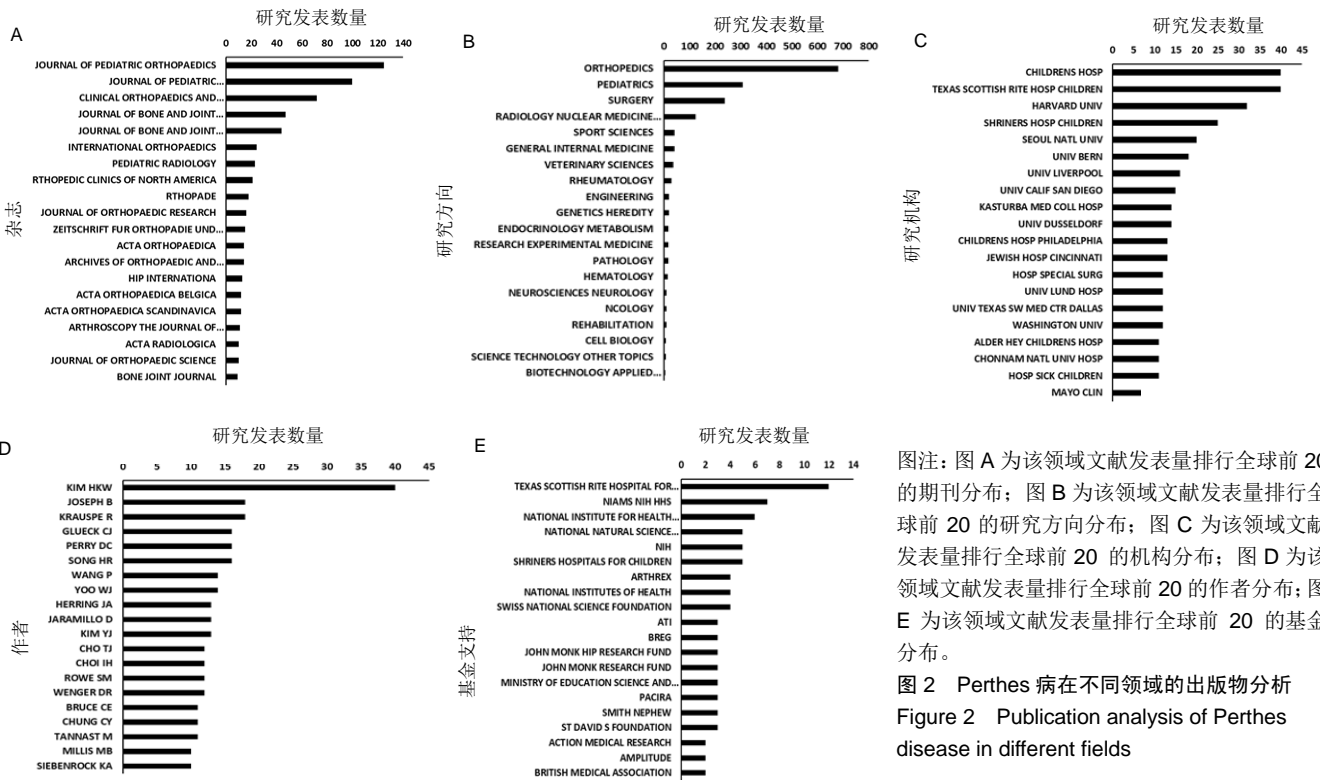 A
研究发表数量
0 20 40 60 80 100 120 140
杂志
JOURNAL OF PEDIATRIC ORTHOPAEDICS
JOURNAL OF PEDIATRIC...
CLINICAL ORTHOPAEDICS AND...
JOURNAL OF BONE AND JOINT...
JOURNAL OF BONE AND JOINT...
INTERNATIONAL ORTHOPAEDICS
PEDIATRIC RADIOLOGY
RTHOPEDIC CLINICS OF NORTH AMERICA
RTHOPADE
JOURNAL OF ORTHOPAEDIC RESEARCH
ZEITSCHRIFT FUR ORTHOPADIE UND...
ACTA ORTHOPAEDICA
ARCHIVES OF ORTHOPAEDIC AND...
HIP INTERNATIONA
ACTA ORTHOPAEDICA BELGICA
ACTA ORTHOPAEDICA SCANDINAVICA
ARTHROSCOPY THE JOURNAL OF...
ACTA RADIOLOGICA
JOURNAL OF ORTHOPAEDIC SCIENCE
BONE JOINT JOURNAL
B
研究发表数量
0 100 200 300 400 500 600 700 800
研究方向
ORTHOPEDICS
PEDIATRICS
SURGERY
RADIOLOGY NUCLEAR MEDICINE...
SPORT SCIENCES
GENERAL INTERNAL MEDICINE
VETERINARY SCIENCES
RHEUMATOLOGY
ENGINEERING
GENETICS HEREDITY
ENDOCRINOLOGY METABOLISM
RESEARCH EXPERIMENTAL MEDICINE
PATHOLOGY
HEMATOLOGY
NEUROSCIENCES NEUROLOGY
NCOLOGY
REHABILITATION
CELL BIOLOGY
SCIENCE TECHNOLOGY OTHER TOPICS
BIOTECHNOLOGY APPLIED...
C
研究发表数量
0 5 10 15 20 25 30 35 40 45
研究机构
CHILDRENS HOSP
TEXAS SCOTTISH RITE HOSP CHILDREN
HARVARD UNIV
SHRINERS HOSP CHILDREN
SEOUL NATL UNIV
UNIV BERN
UNIV LIVERPOOL
UNIV CALIF SAN DIEGO
KASTURBA MED COLL HOSP
UNIV DUSSELDORF
CHILDRENS HOSP PHILADELPHIA
JEWISH HOSP CINCINNATI
HOSP SPECIAL SURG
UNIV LUND HOSP
UNIV TEXAS SW MED CTR DALLAS
WASHINGTON UNIV
ALDER HEY CHILDRENS HOSP
CHONNAM NATL UNIV HOSP
HOSP SICK CHILDREN
MAYO CLIN
D
研究发表数量
0 5 10 15 20 25 30 35 40 45
作者
KIM HKW
JOSEPH B
KRAUSPE R
GLUECK CJ
PERRY DC
SONG HR
WANG P
YOO WJ
HERRING JA
JARAMILLO D
KIM YJ
CHO TJ
CHOI IH
ROWE SM
WENGER DR
BRUCE CE
CHUNG CY
TANNAST M
MILLIS MB
SIEBENROCK KA
E
研究发表数量
0 2 4 6 8 10 12 14
基金支持
TEXAS SCOTTISH RITE HOSPITAL FOR...
NIAMS NIH HHS
NATIONAL INSTITUTE FOR HEALTH...
NATIONAL NATURAL SCIENCE...
NIH
SHRINERS HOSPITALS FOR CHILDREN
ARTHREX
NATIONAL INSTITUTES OF HEALTH
SWISS NATIONAL SCIENCE FOUNDATION
ATI
BREG
JOHN MONK HIP RESEARCH FUND
JOHN MONK RESEARCH FUND
MINISTRY OF EDUCATION SCIENCE AND...
PACIRA
SMITH NEPHEW
ST DAVID S FOUNDATION
ACTION MEDICAL RESEARCH
AMPLITUDE
BRITISH MEDICAL ASSOCIATION
图注：图 A 为该领域文献发表量排行全球前 20
的期刊分布；图 B 为该领域文献发表量排行全
球前 20 的研究方向分布；图 C 为该领域文献
发表量排行全球前 20 的机构分布；图 D 为该
领域文献发表量排行全球前 20 的作者分布；图
E 为该领域文献发表量排行全球前 20 的基金
分布。
图 2 Perthes 病在不同领域的出版物分析
Figure 2 Publication analysis of Perthes
disease in different fields